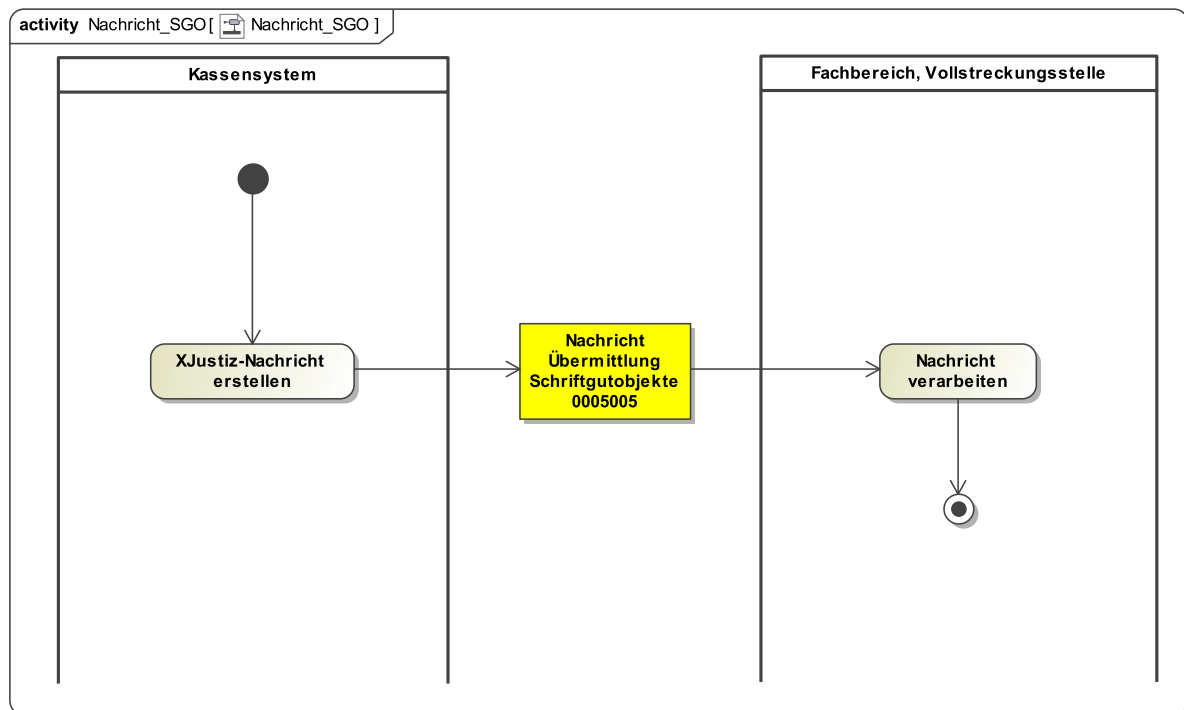 activity Nachricht_SGO [ Nachricht_SGO ]
Kassensystem
Fachbereich, Vollstreckungsstelle
XJustiz-Nachricht
erstellen
Nachricht
Übermittlung
Schriftgutobjekte
0005005
Nachricht
verarbeiten